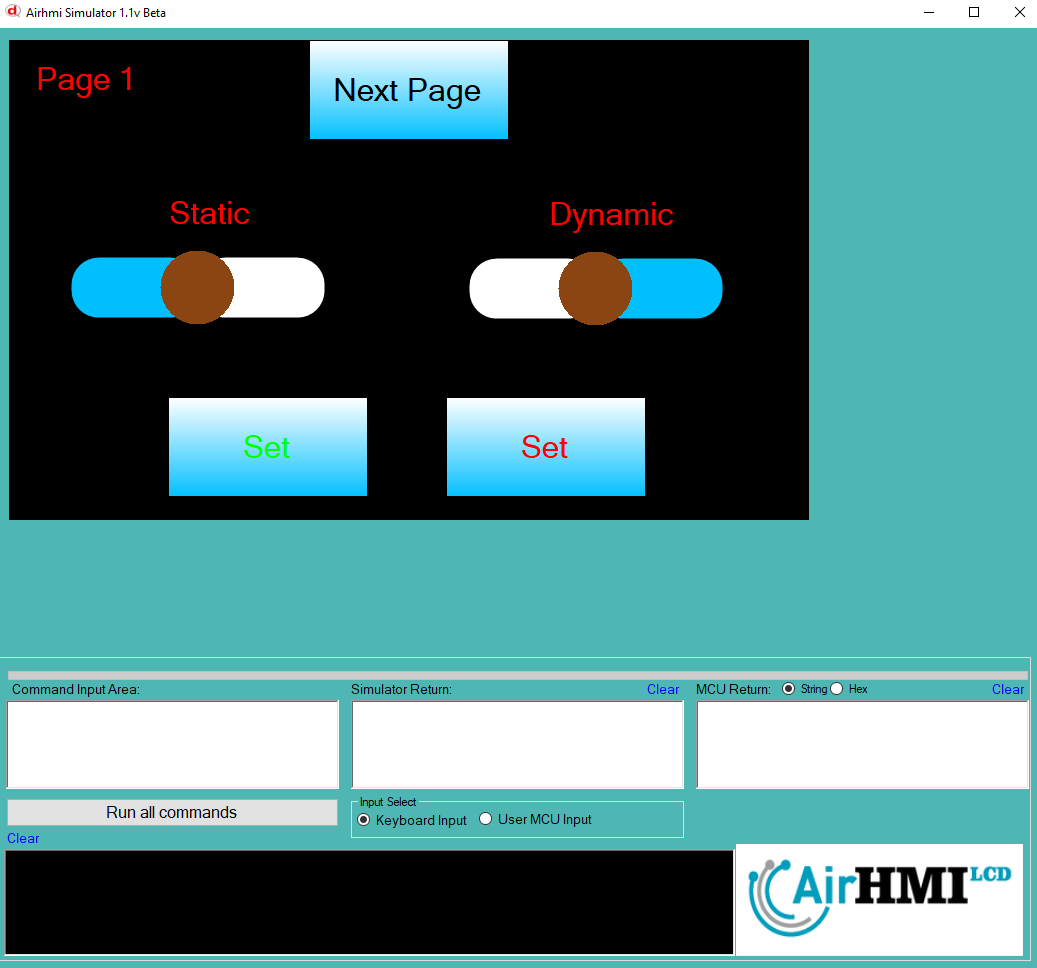 Airhmi Simulator 1.1v Beta
Page 1
Next Page
Static
Dynamic
Set
Set
Command Input Area:
Simulator Return:
Clear
MCU Return:
String
Hex
Clear
Run all commands
Input Select
Keyboard Input
User MCU Input
Clear
AirHMI LCD